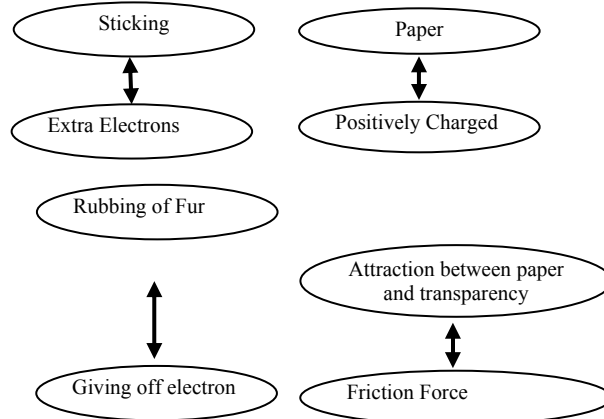 Sticking
Paper
Extra Electrons
Positively Charged
Rubbing of Fur
Attraction between paper
and transparency
Giving off electron
Friction Force